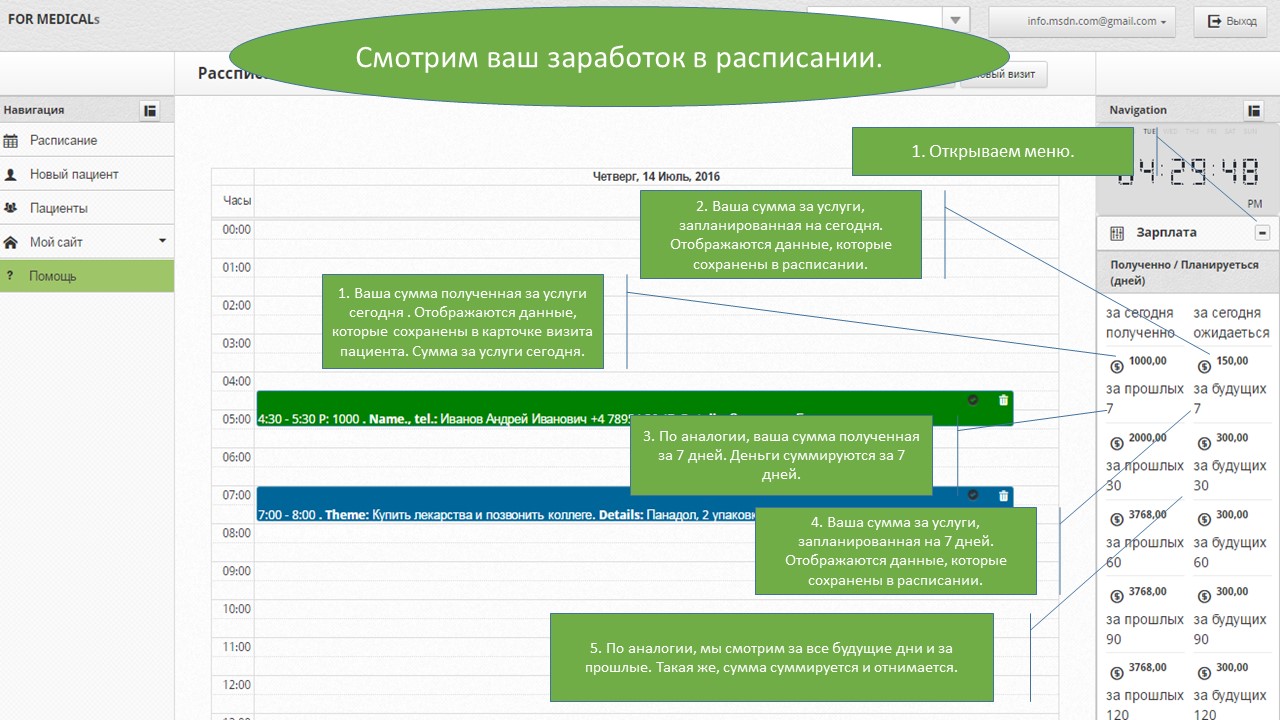 FOR MEDICALs
info.msdn.com@gmail.com
Выход
Смотрим ваш заработок в расписании.
визит
Навигация
Расписание
Новый пациент
Пациенты
Мой сайт
Помощь
Четверг, 14 Июль, 2016
Часы
00:00
01:00
02:00
03:00
04:00
05:00
06:00
07:00
08:00
09:00
10:00
11:00
12:00
1. Открываем меню.
2. Ваша сумма за услуги,
запланированная на сегодня.
Отображаются данные, которые
сохранены в расписании.
1. Ваша сумма полученная за услуги
сегодня . Отображаются данные,
которые сохранены в карточке визита
пациента. Сумма за услуги сегодня.
4:30 - 5:30 P: 1000 . Name., tel.: Иванов Андрей Иванович +4
3. По аналогии, ваша сумма полученная
за 7 дней. Деньги суммируются за 7
дней.
7:00 - 8:00 . Theme: Купить лекарства и позвонить коллеге. Details: Панадол, 2
4. Ваша сумма за услуги,
запланированная на 7 дней.
Отображаются данные, которые
сохранены в расписании.
5. По аналогии, мы смотрим за все будущие дни и за
прошлые. Такая же, сумма суммируется и отнимается.
Navigation
TUE WED THU FRI SAT SUN
04:29:48
PM
Зарплата
Полученно / Планируеться
(дней)
за сегодня за сегодня
полученно ожидаеться
1000,00 150,00
за прошлых за будущих
7 7
2000,00 300,00
за прошлых за будущих
30 30
3768,00 300,00
за прошлых за будущих
60 60
3768,00 300,00
за прошлых за будущих
90 90
3768,00 300,00
за прошлых за будущих
120 120